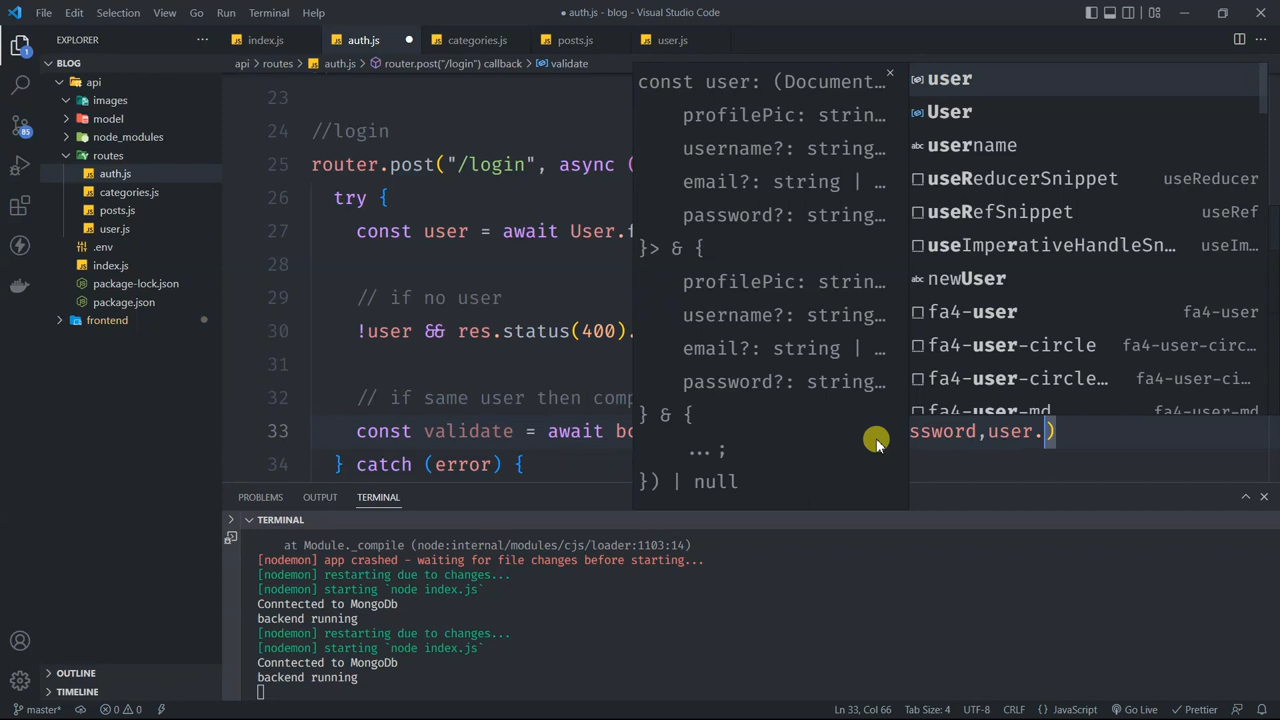 File Edit Selection View Go Run Terminal Help
● auth.js - blog - Visual Studio Code
EXPLORER ...
index.js auth.js categories.js posts.js user.js
BLOG
api > routes > auth.js > router.post("/login") callback > validate
api
images
model
node_modules
routes
auth.js
categories.js
posts.js
user.js
.env
index.js
package-lock.json
package.json
frontend
23
24 //login
25 router.post("/login", async (
26 try {
27 const user = await User.f
28
29 // if no user
30 !user && res.status(400).
31
32 // if same user then comp
33 const validate = await bc ssword,user.)
34 } catch (error) {
const user: (Document...
profilePic: strin...
username?: string...
email?: string | ...
password?: string...
}> & {
profilePic: strin...
username?: string...
email?: string | ...
password?: string...
} & {
...;
}) | null
user
User
username
useReducerSnippet useReducer
useRefSnippet useRef
useImperativeHandleSn... useIm...
newUser
fa4-user fa4-user
fa4-user-circle fa4-user-circ...
fa4-user-circle... fa4-user-ci...
fa4-user-md fa4-user-md
PROBLEMS OUTPUT TERMINAL
TERMINAL
at Module._compile (node:internal/modules/cjs/loader:1103:14)
[nodemon] app crashed - waiting for file changes before starting...
[nodemon] restarting due to changes...
[nodemon] starting `node index.js`
Conntected to MongoDb
backend running
[nodemon] restarting due to changes...
[nodemon] starting `node index.js`
Conntected to MongoDb
backend running
OUTLINE
TIMELINE
1
85
master* 0 0 Ln 33, Col 66 Tab Size: 4 UTF-8 CRLF JavaScript Go Live Prettier